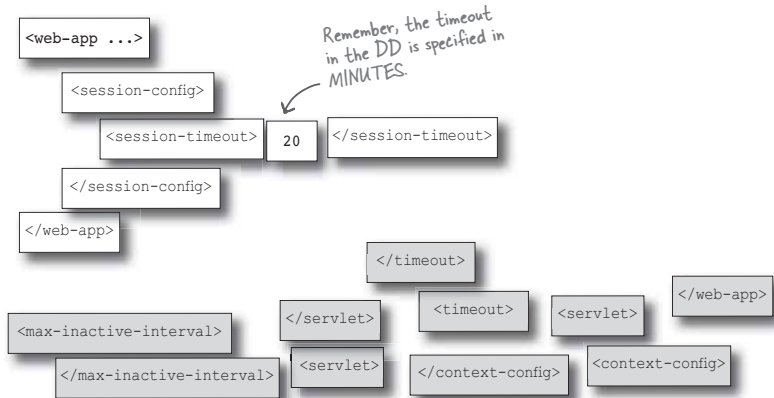 <web-app ...>
Remember, the timeout
in the DD is specified in
MINUTES.
<session-config>
<session-timeout> 20 </session-timeout>
</session-config>
</web-app>
</timeout>
</web-app>
<timeout>
</servlet>
<servlet>
<max-inactive-interval>
<servlet>
<context-config>
</max-inactive-interval>
</context-config>